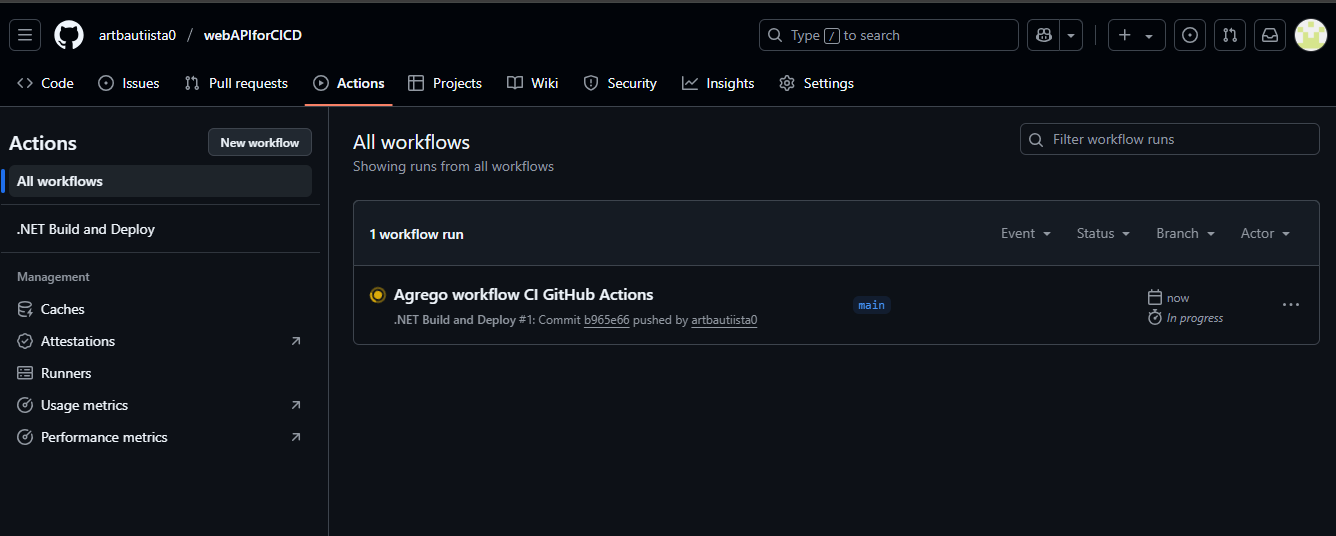 artbautiista0 / webAPIforCICD
Type / to search
Code Issues Pull requests Actions Projects Wiki Security Insights Settings
Actions
New workflow
All workflows
.NET Build and Deploy
Management
Caches
Attestations
Runners
Usage metrics
Performance metrics
All workflows
Showing runs from all workflows
Filter workflow runs
1 workflow run
Event Status Branch Actor
Agrego workflow CI GitHub Actions
.NET Build and Deploy #1: Commit b965e66 pushed by artbautiista0
main
now
In progress